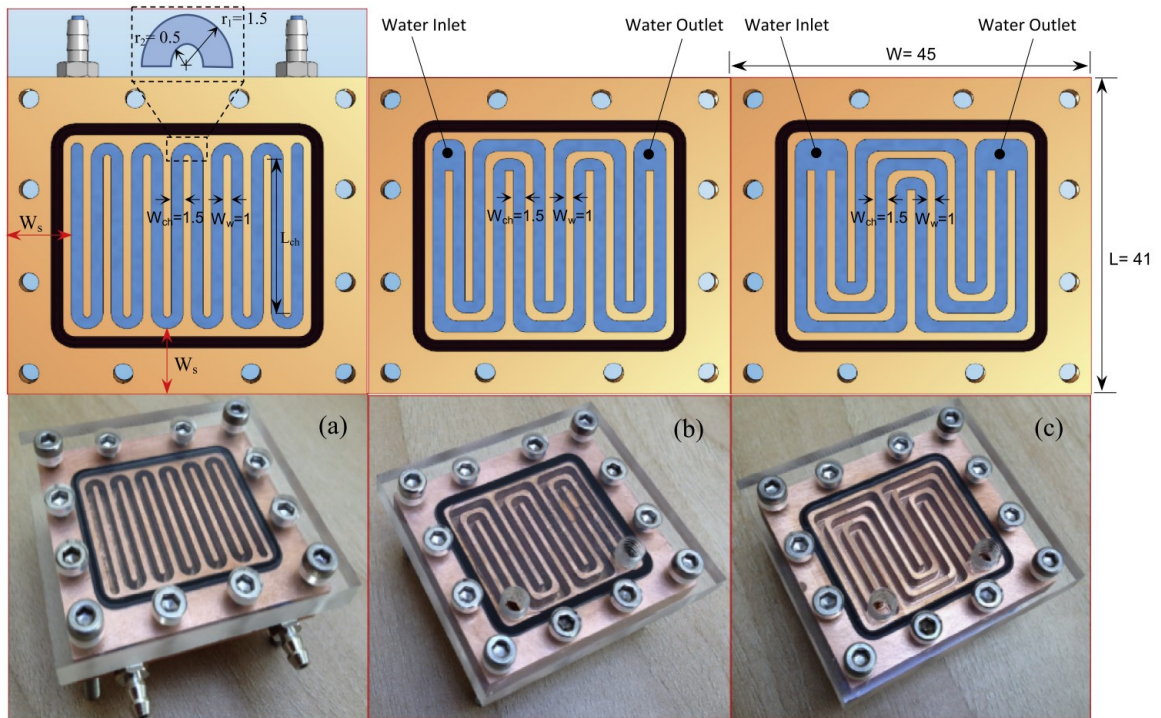 r₁= 1.5
r₂= 0.5
Water Inlet
Water Outlet
Water Inlet
Water Outlet
W= 45
W_ch=1.5
W_w=1
W_ch=1.5
W_w=1
W_ch=1.5
W_w=1
W_s
L_ch
L= 41
W_s
(a)
(b)
(c)